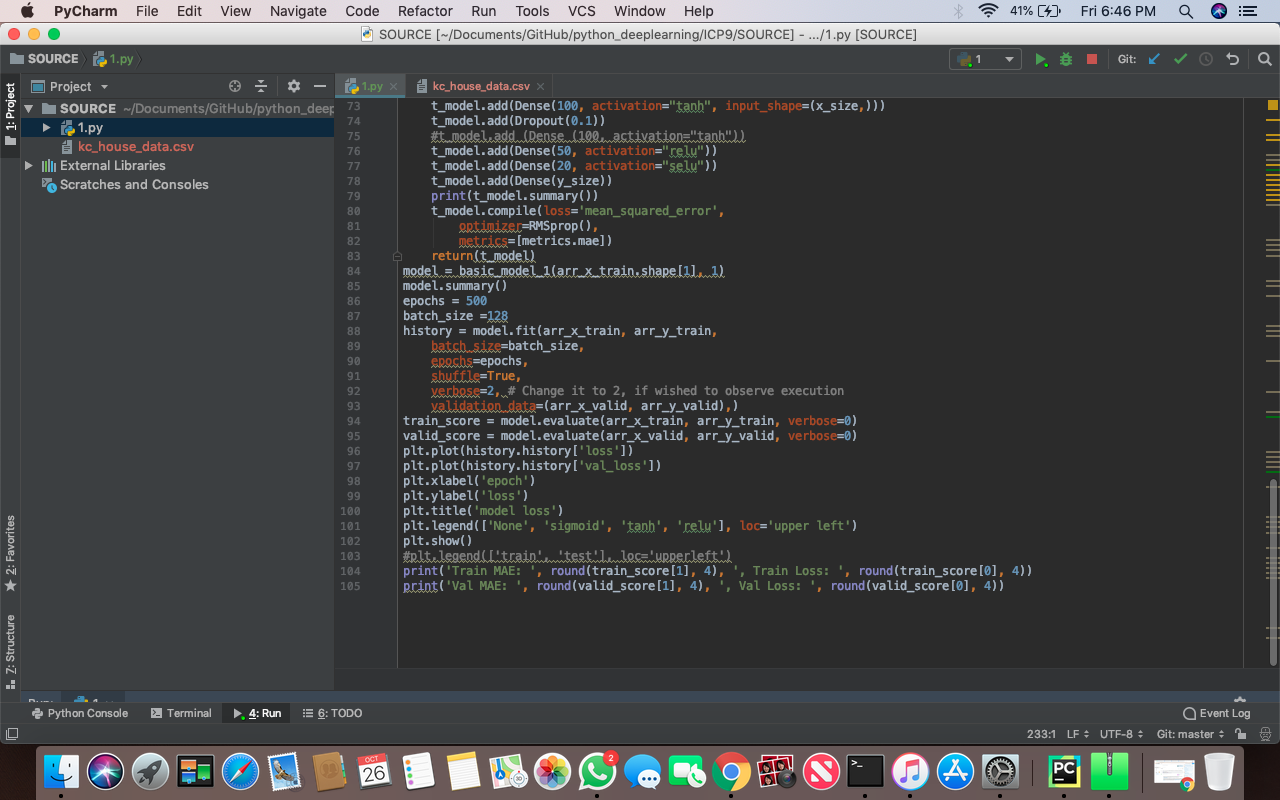 PyCharm File Edit View Navigate Code Refactor Run Tools VCS Window Help 41% Fri 6:46 PM
SOURCE [~/Documents/GitHub/python_deeplearning/ICP9/SOURCE] - .../1.py [SOURCE]
SOURCE 1.py 1 Git:
1: Project
Project
1.py kc_house_data.csv
SOURCE ~/Documents/GitHub/python_deep
1.py
kc_house_data.csv
External Libraries
Scratches and Consoles
73 t_model.add(Dense(100, activation="tanh", input_shape=(x_size,)))
74 t_model.add(Dropout(0.1))
75 #t_model.add (Dense (100, activation="tanh"))
76 t_model.add(Dense(50, activation="relu"))
77 t_model.add(Dense(20, activation="selu"))
78 t_model.add(Dense(y_size))
79 print(t_model.summary())
80 t_model.compile(loss='mean_squared_error',
81 optimizer=RMSprop(),
82 metrics=[metrics.mae])
83 return(t_model)
84 model = basic_model_1(arr_x_train.shape[1], 1)
85 model.summary()
86 epochs = 500
87 batch_size =128
88 history = model.fit(arr_x_train, arr_y_train,
89 batch_size=batch_size,
90 epochs=epochs,
91 shuffle=True,
92 verbose=2, # Change it to 2, if wished to observe execution
93 validation_data=(arr_x_valid, arr_y_valid),)
94 train_score = model.evaluate(arr_x_train, arr_y_train, verbose=0)
95 valid_score = model.evaluate(arr_x_valid, arr_y_valid, verbose=0)
96 plt.plot(history.history['loss'])
97 plt.plot(history.history['val_loss'])
98 plt.xlabel('epoch')
99 plt.ylabel('loss')
100 plt.title('model loss')
101 plt.legend(['None', 'sigmoid', 'tanh', 'relu'], loc='upper left')
102 plt.show()
103 #plt.legend(['train', 'test'], loc='upperleft')
104 print('Train MAE: ', round(train_score[1], 4), ', Train Loss: ', round(train_score[0], 4))
105 print('Val MAE: ', round(valid_score[1], 4), ', Val Loss: ', round(valid_score[0], 4))
2: Favorites
Z: Structure
Python Console Terminal 4: Run 6: TODO Event Log
233:1 LF UTF-8 Git: master
OCT
26
2
PC